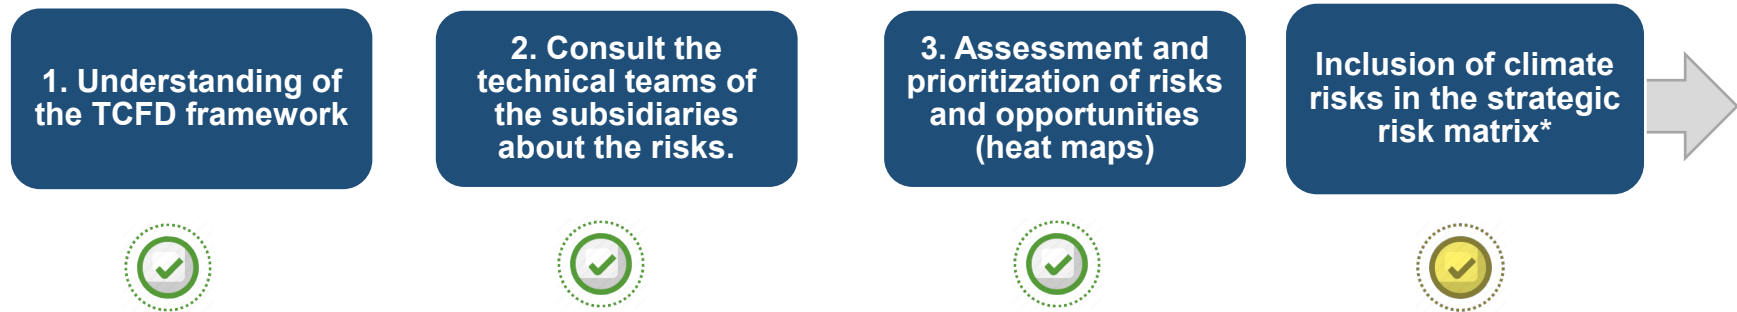 1. Understanding of
the TCFD framework
2. Consult the
technical teams of
the subsidiaries
about the risks.
3. Assessment and
prioritization of risks
and opportunities
(heat maps)
Inclusion of climate
risks in the strategic
risk matrix*